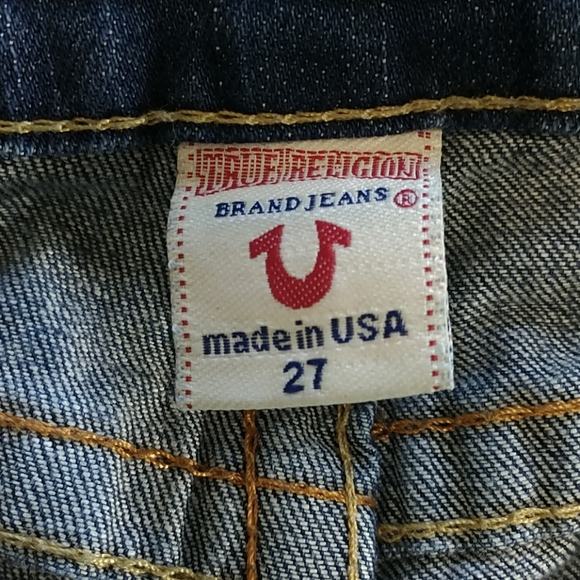 TRUE RELIGION
BRAND JEANS ®
made in USA
27